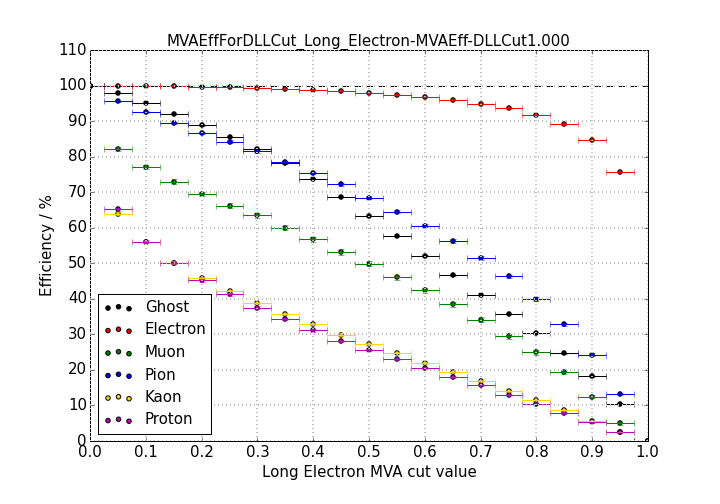 MVAEffForDLLCut_Long_Electron-MVAEff-DLLCut1.000
110
100
90
80
70
60
50
40
30
20
10
0
Efficiency / %
Ghost
Electron
Muon
Pion
Kaon
Proton
0.0 0.1 0.2 0.3 0.4 0.5 0.6 0.7 0.8 0.9 1.0
Long Electron MVA cut value